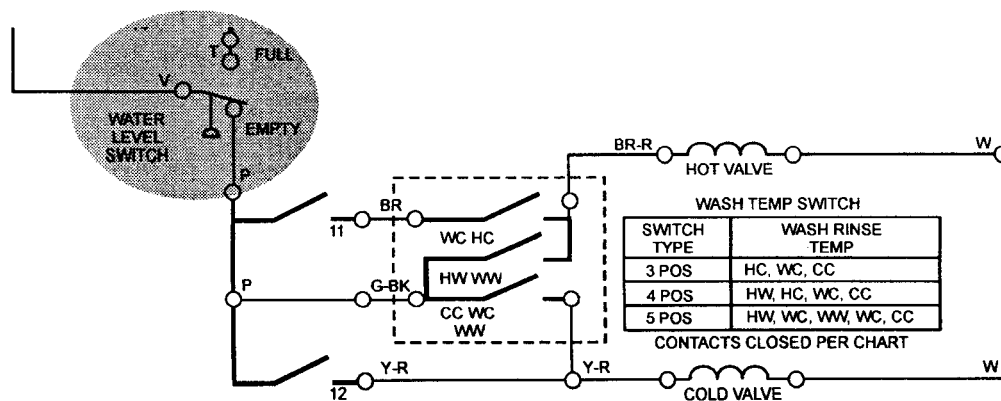 T FULL
V
WATER
LEVEL
SWITCH
EMPTY
P
BR-R
HOT VALVE
W
11
BR
WC HC
HW WW
P
G-BK
CC WC
WW
WASH TEMP SWITCH
SWITCH TYPE WASH RINSE TEMP
3 POS HC, WC, CC
4 POS HW, HC, WC, CC
5 POS HW, WC, WW, WC, CC
CONTACTS CLOSED PER CHART
12
Y-R
Y-R
COLD VALVE
W